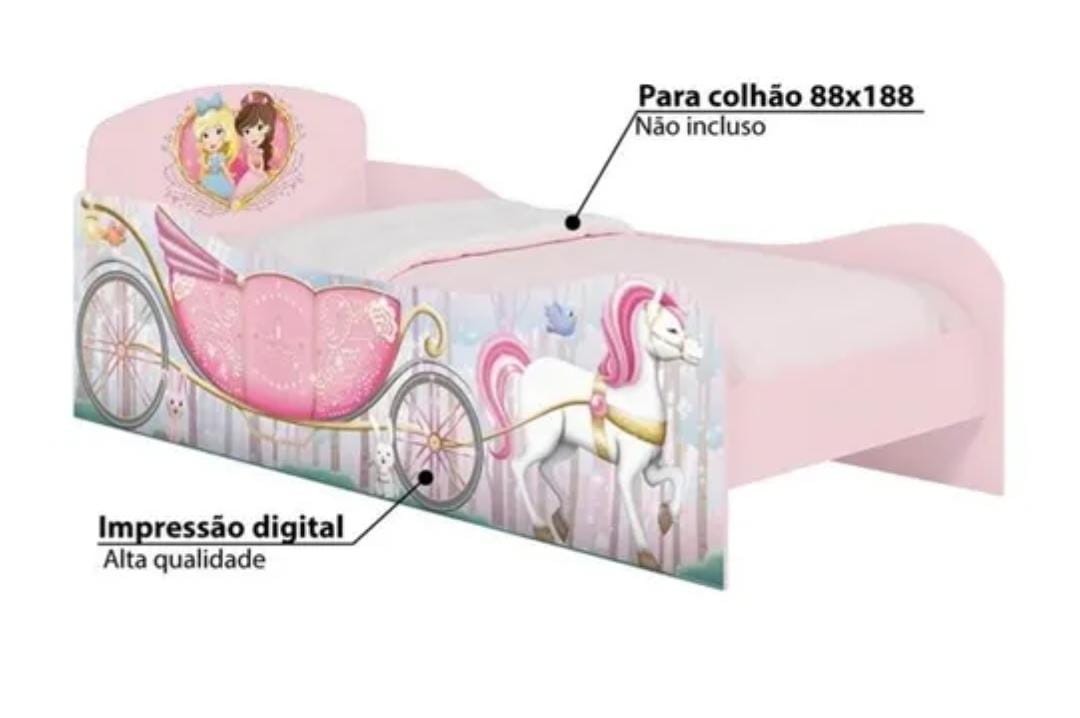 Para colhão 88x188
Não incluso
Impressão digital
Alta qualidade